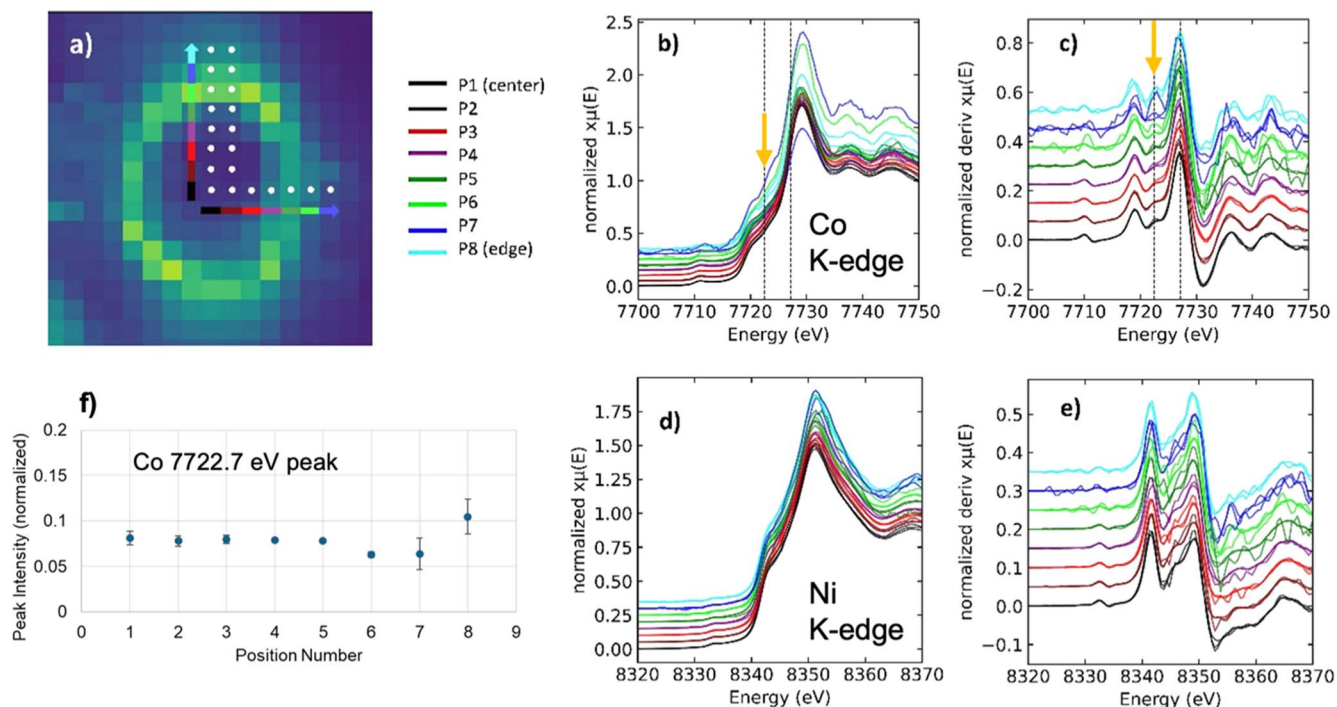 a)
P1 (center)
P2
P3
P4
P5
P6
P7
P8 (edge)
b)
normalized xμ(E)
2.5
2.0
1.5
1.0
0.5
0.0
Co
K-edge
7700 7710 7720 7730 7740 7750
Energy (eV)
c)
normalized deriv xμ(E)
0.8
0.6
0.4
0.2
0.0
−0.2
7700 7710 7720 7730 7740 7750
Energy (eV)
f)
Peak Intensity (normalized)
0.2
0.15
0.1
0.05
0
Co 7722.7 eV peak
0 1 2 3 4 5 6 7 8 9
Position Number
d)
normalized xμ(E)
1.75
1.50
1.25
1.00
0.75
0.50
0.25
0.00
Ni
K-edge
8320 8330 8340 8350 8360 8370
Energy (eV)
e)
normalized deriv xμ(E)
0.5
0.4
0.3
0.2
0.1
0.0
−0.1
8320 8330 8340 8350 8360 8370
Energy (eV)